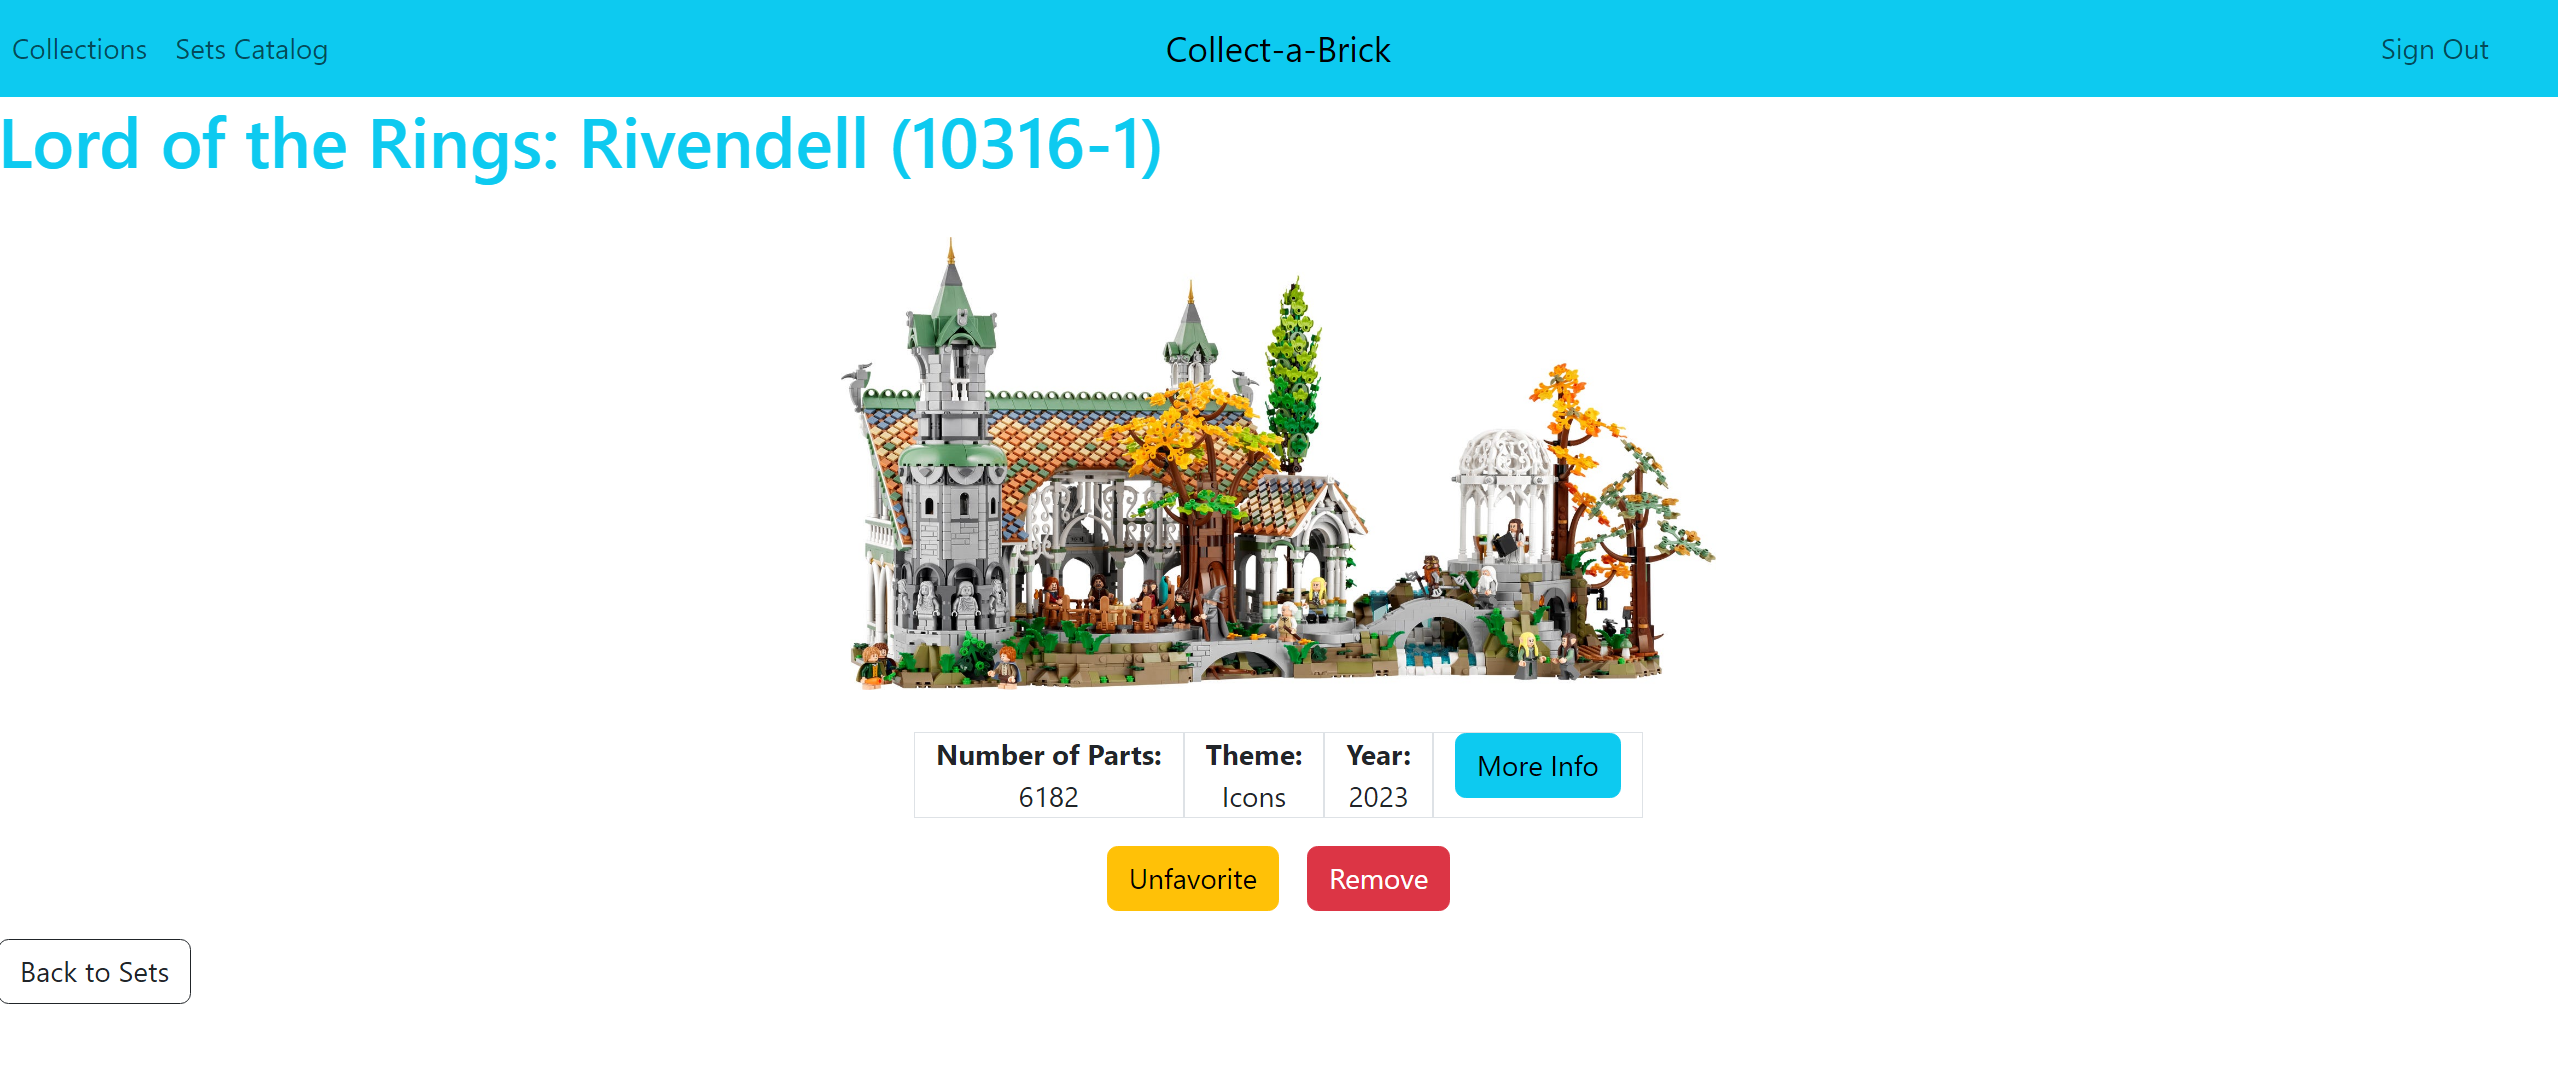 Collections Sets Catalog Collect-a-Brick Sign Out
Lord of the Rings: Rivendell (10316-1)
Number of Parts: Theme: Year: More Info
6182 Icons 2023
Unfavorite Remove
Back to Sets